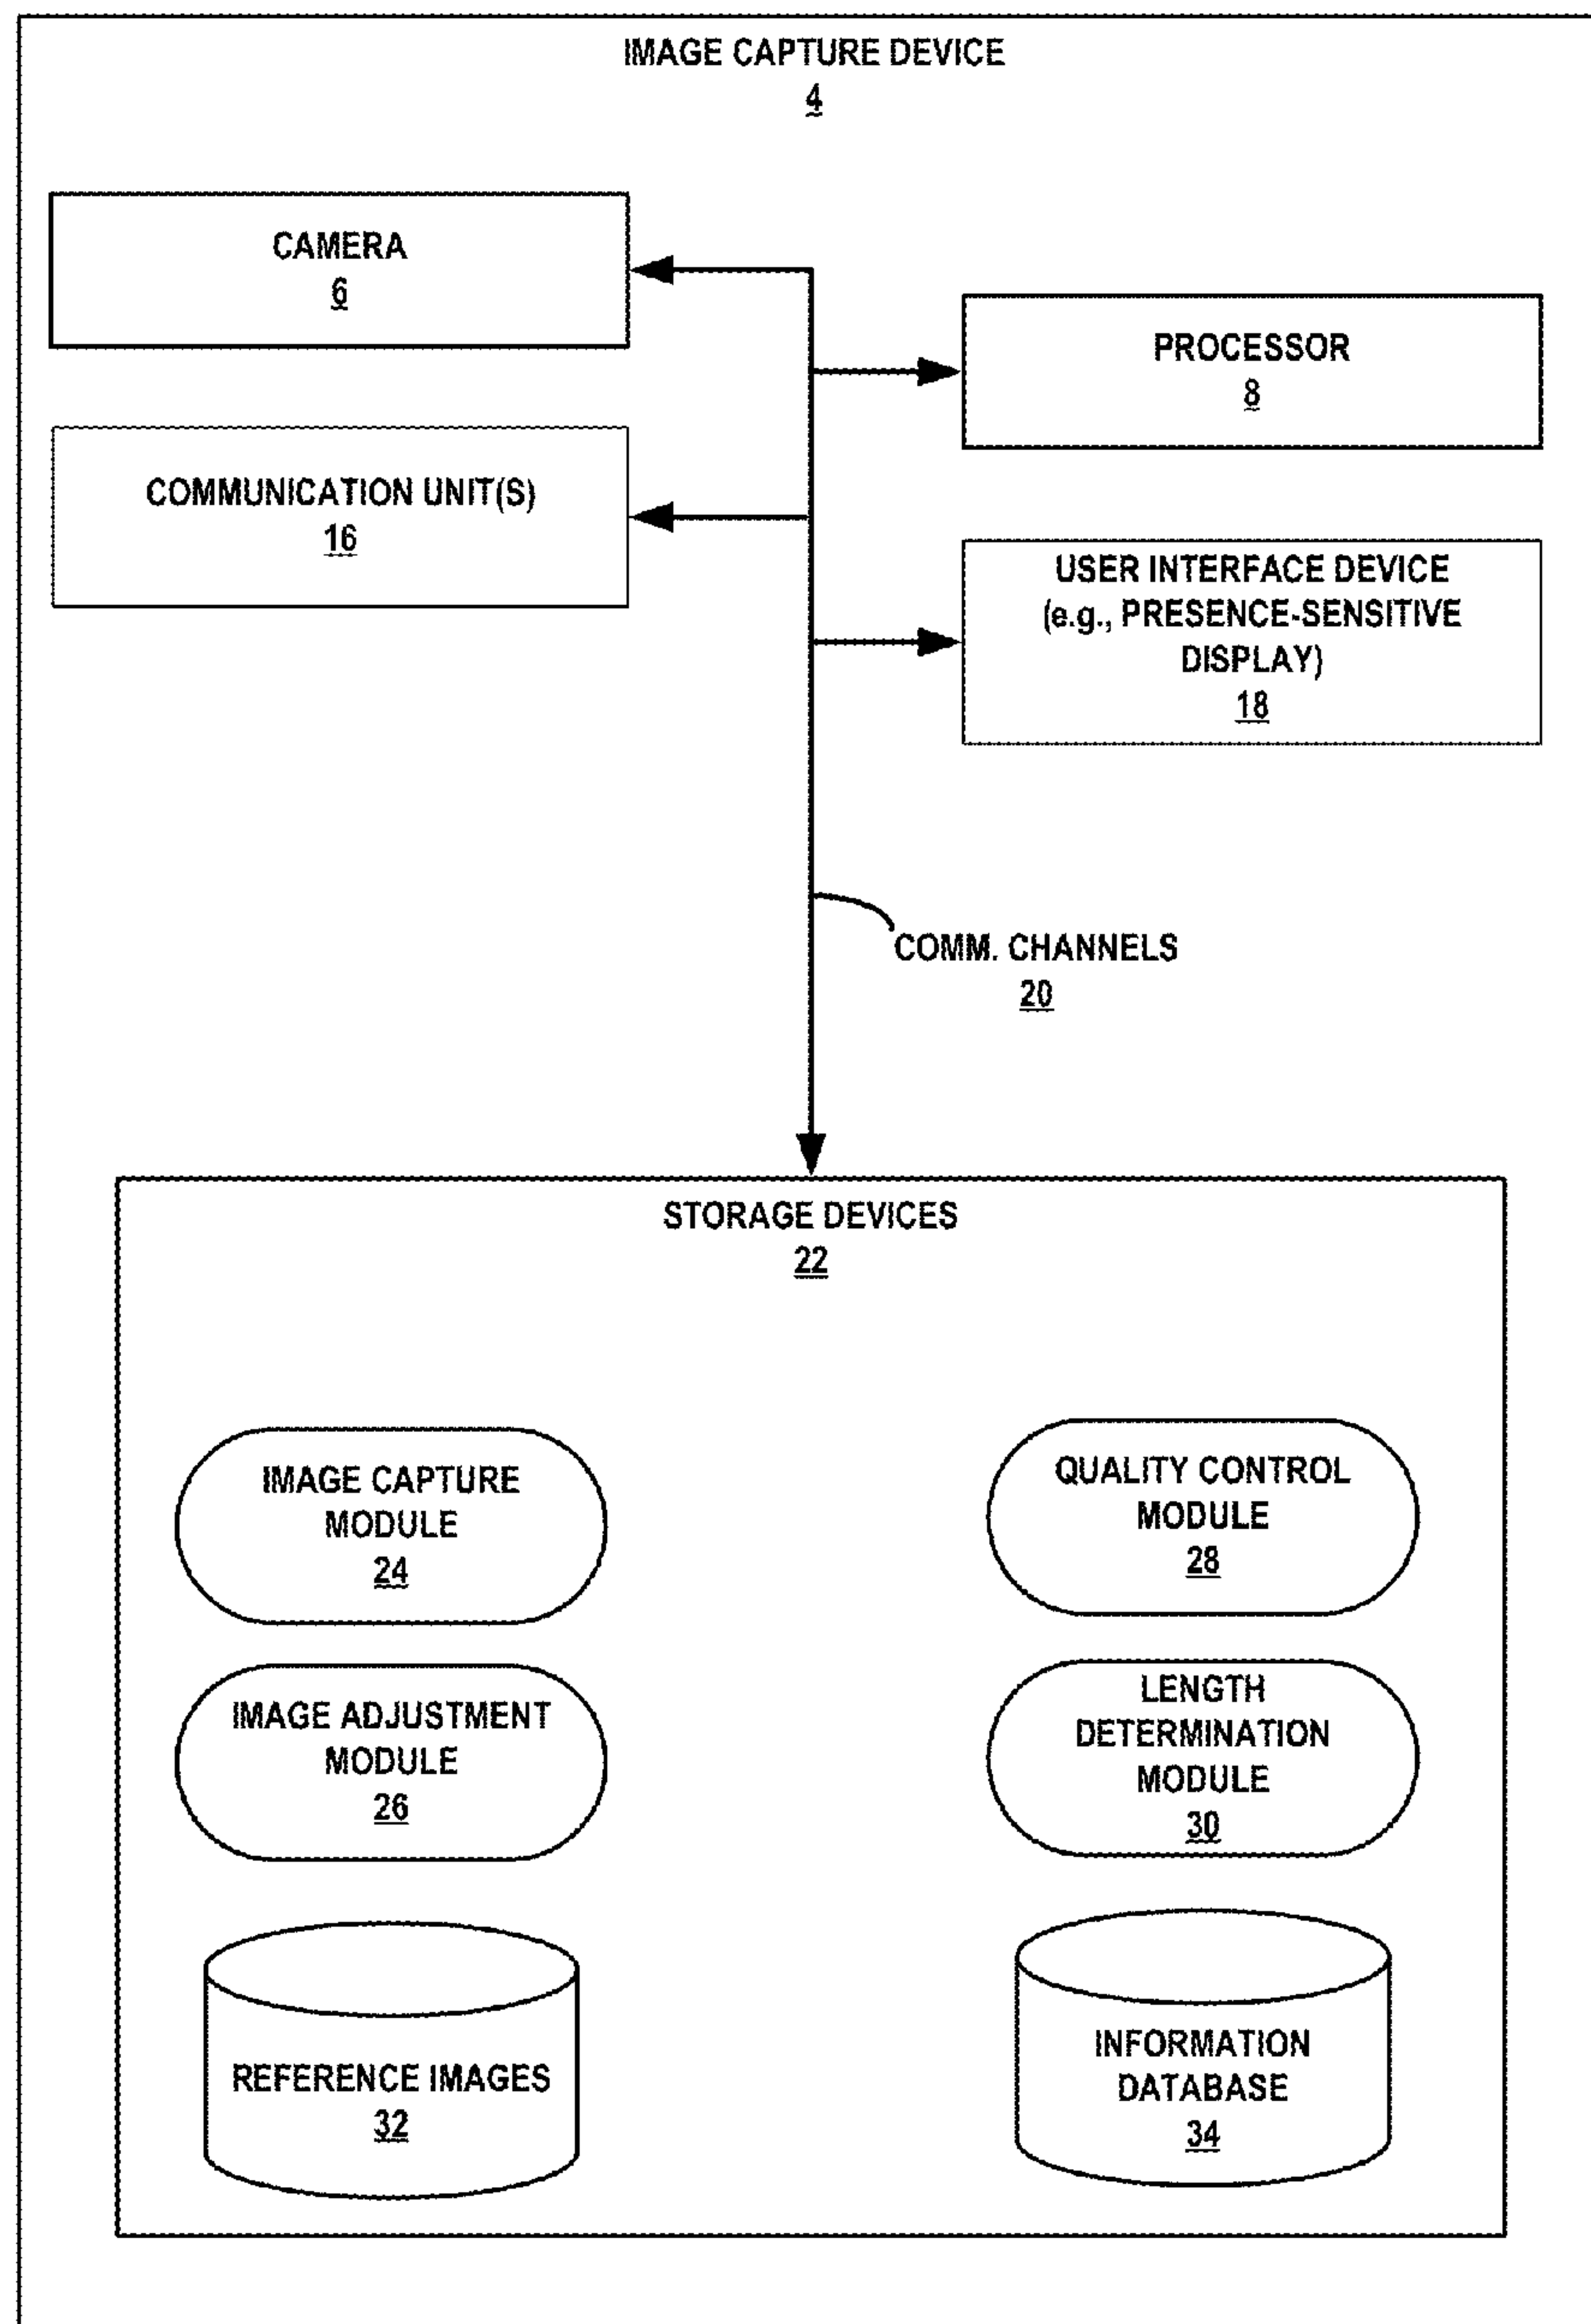 IMAGE CAPTURE DEVICE
4
CAMERA
6
PROCESSOR
8
COMMUNICATION UNIT(S)
16
USER INTERFACE DEVICE
(e.g., PRESENCE-SENSITIVE
DISPLAY)
18
COMM. CHANNELS
20
STORAGE DEVICES
22
IMAGE CAPTURE
MODULE
24
QUALITY CONTROL
MODULE
28
IMAGE ADJUSTMENT
MODULE
26
LENGTH
DETERMINATION
MODULE
30
REFERENCE IMAGES
32
INFORMATION
DATABASE
34